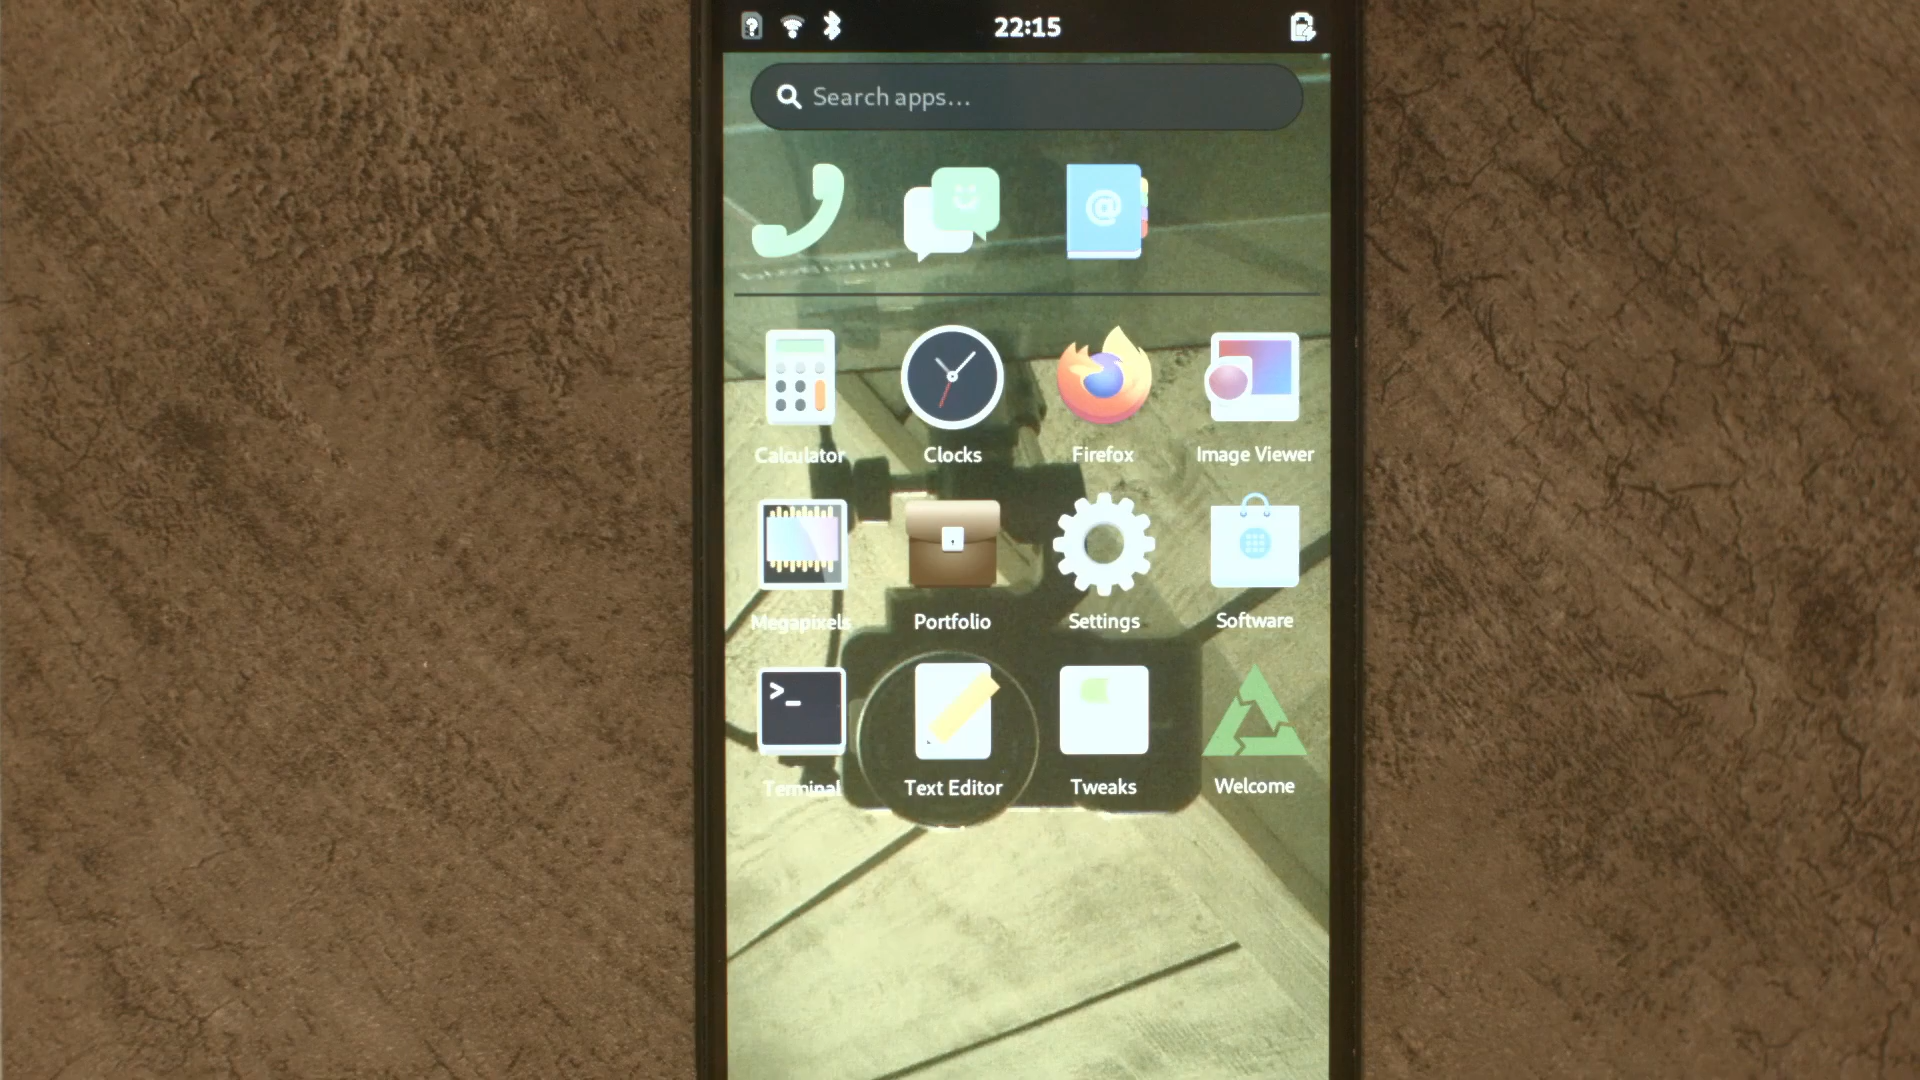 22:15
Search apps...
@
Calculator Clocks Firefox Image Viewer
Megapixels Portfolio Settings Software
>_
Terminal Text Editor Tweaks Welcome